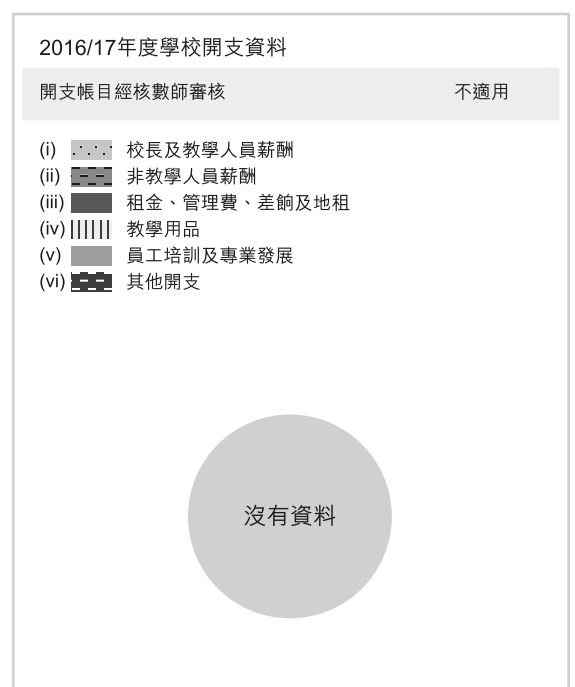 2016/17年度學校開支資料
開支帳目經核數師審核 不適用
(i) 校長及教學人員薪酬
(ii) 非教學人員薪酬
(iii) 租金、管理費、差餉及地租
(iv) 教學用品
(v) 員工培訓及專業發展
(vi) 其他開支
沒有資料